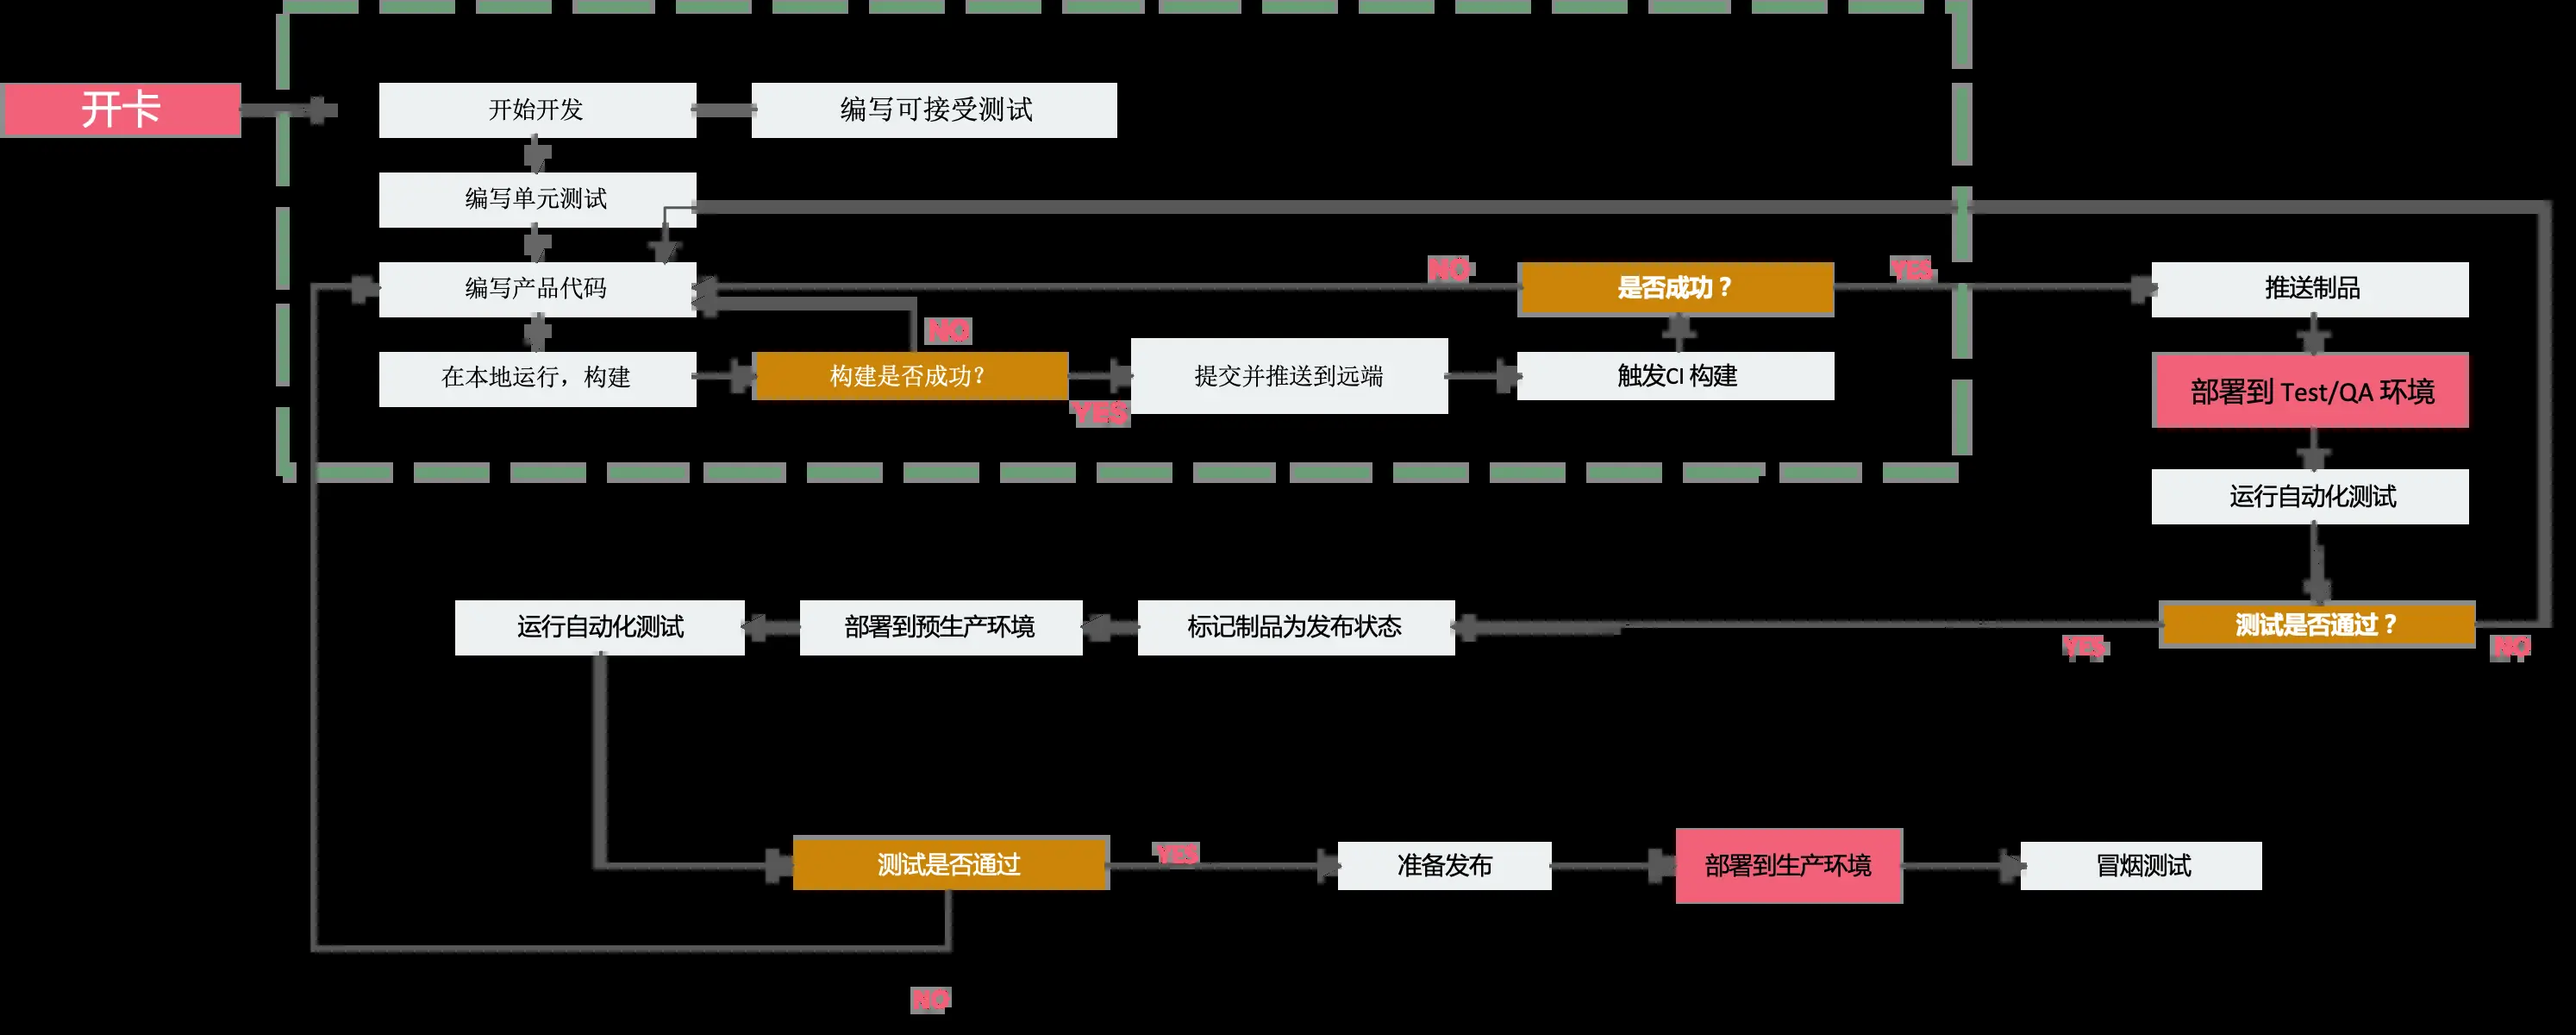 开卡
开始开发
编写可接受测试
编写单元测试
编写产品代码
NO
是否成功？
YES
推送制品
NO
在本地运行，构建
构建是否成功？
YES
提交并推送到远端
触发CI 构建
部署到 Test/QA 环境
运行自动化测试
运行自动化测试
部署到预生产环境
标记制品为发布状态
YES
测试是否通过？
NO
测试是否通过
YES
准备发布
部署到生产环境
冒烟测试
NO